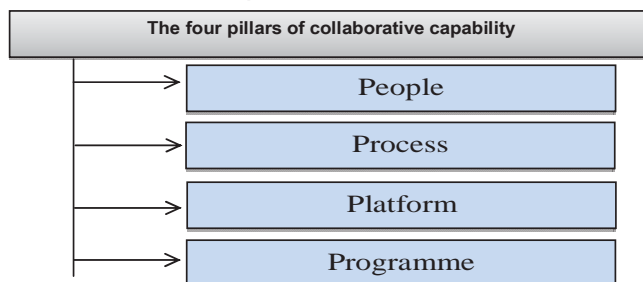 The four pillars of collaborative capability
People
Process
Platform
Programme